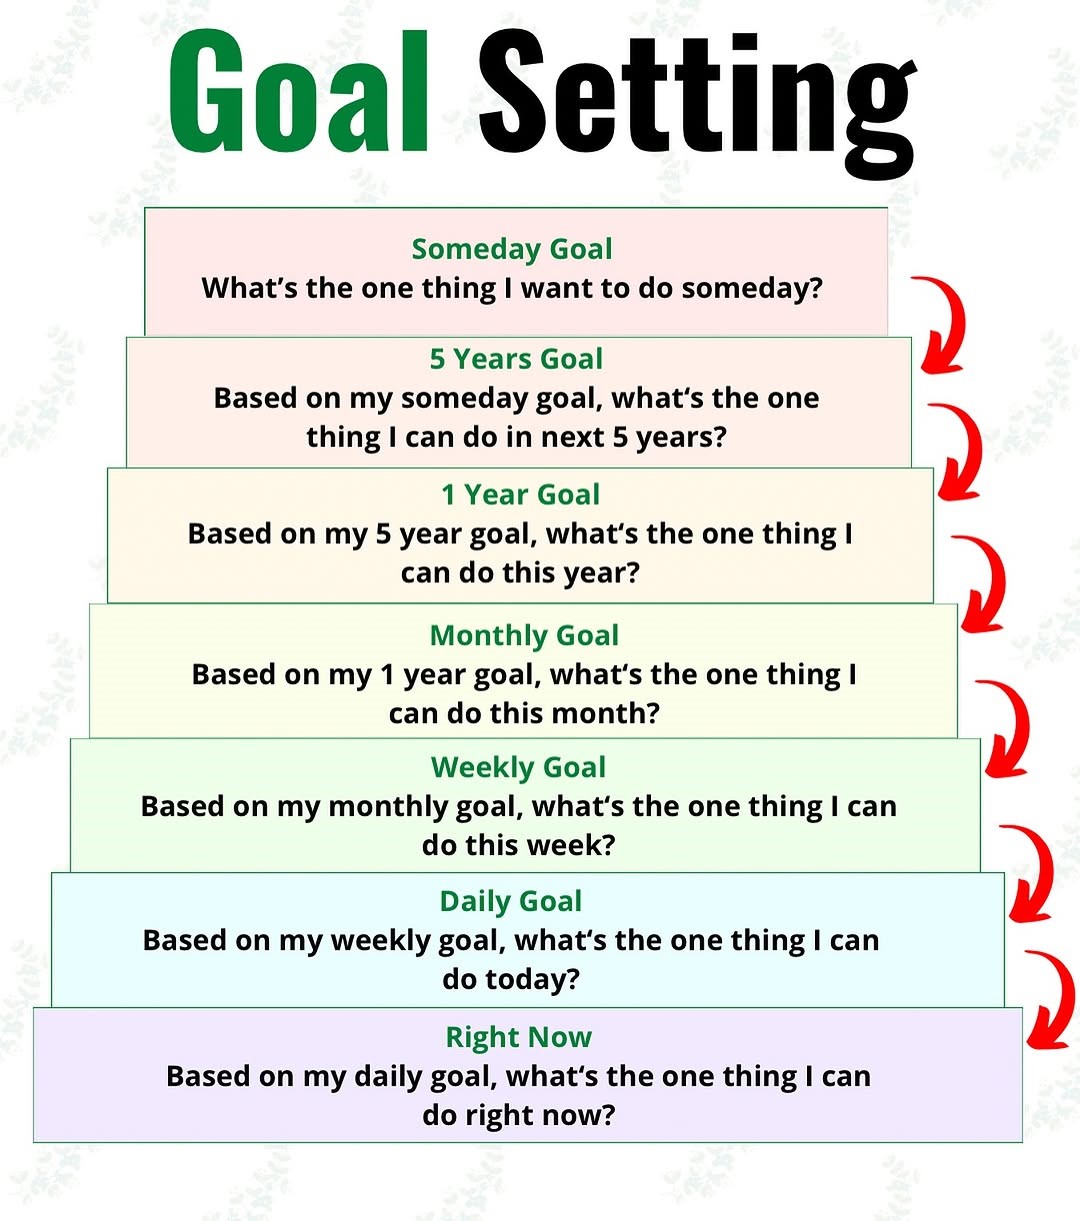 Goal Setting
Someday Goal
What’s the one thing I want to do someday?
5 Years Goal
Based on my someday goal, what‘s the one
thing I can do in next 5 years?
1 Year Goal
Based on my 5 year goal, what‘s the one thing I
can do this year?
Monthly Goal
Based on my 1 year goal, what‘s the one thing I
can do this month?
Weekly Goal
Based on my monthly goal, what‘s the one thing I can
do this week?
Daily Goal
Based on my weekly goal, what‘s the one thing I can
do today?
Right Now
Based on my daily goal, what‘s the one thing I can
do right now?